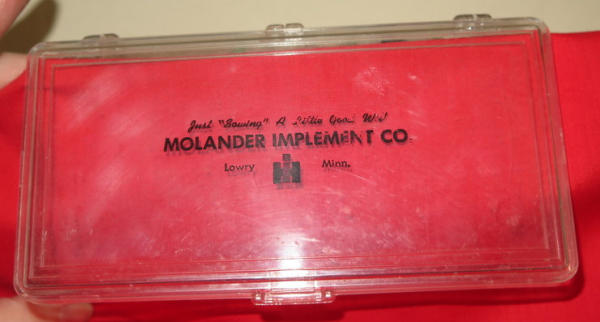 Just "Sowing" A Little Good Will
MOLANDER IMPLEMENT CO.
Lowry Minn.